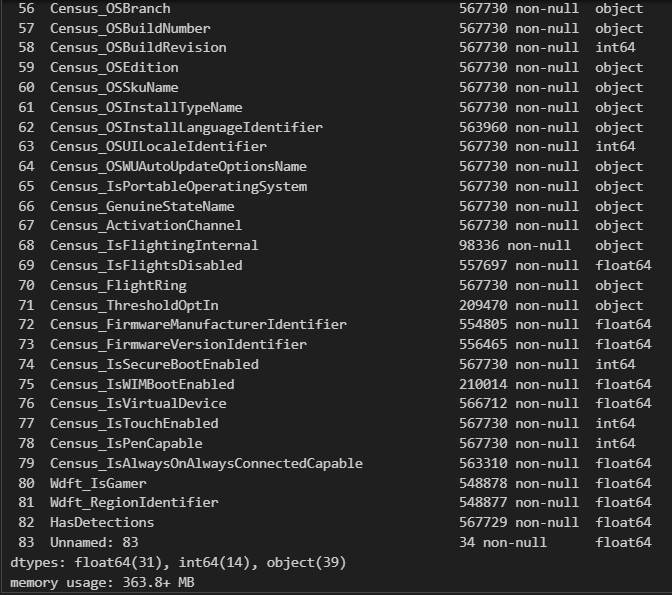 56 Census_OSBranch 567730 non-null object
57 Census_OSBuildNumber 567730 non-null object
58 Census_OSBuildRevision 567730 non-null int64
59 Census_OSEdition 567730 non-null object
60 Census_OSSkuName 567730 non-null object
61 Census_OSInstallTypeName 567730 non-null object
62 Census_OSInstallLanguageIdentifier 563960 non-null object
63 Census_OSUILocaleIdentifier 567730 non-null int64
64 Census_OSWUAutoUpdateOptionsName 567730 non-null object
65 Census_IsPortableOperatingSystem 567730 non-null object
66 Census_GenuineStateName 567730 non-null object
67 Census_ActivationChannel 567730 non-null object
68 Census_IsFlightingInternal 98336 non-null object
69 Census_IsFlightsDisabled 557697 non-null float64
70 Census_FlightRing 567730 non-null object
71 Census_ThresholdOptIn 209470 non-null object
72 Census_FirmwareManufacturerIdentifier 554805 non-null float64
73 Census_FirmwareVersionIdentifier 556465 non-null float64
74 Census_IsSecureBootEnabled 567730 non-null int64
75 Census_IsWIMBootEnabled 210014 non-null float64
76 Census_IsVirtualDevice 566712 non-null float64
77 Census_IsTouchEnabled 567730 non-null int64
78 Census_IsPenCapable 567730 non-null int64
79 Census_IsAlwaysOnAlwaysConnectedCapable 563310 non-null float64
80 Wdft_IsGamer 548878 non-null float64
81 Wdft_RegionIdentifier 548877 non-null float64
82 HasDetections 567729 non-null float64
83 Unnamed: 83 34 non-null float64
dtypes: float64(31), int64(14), object(39)
memory usage: 363.8+ MB